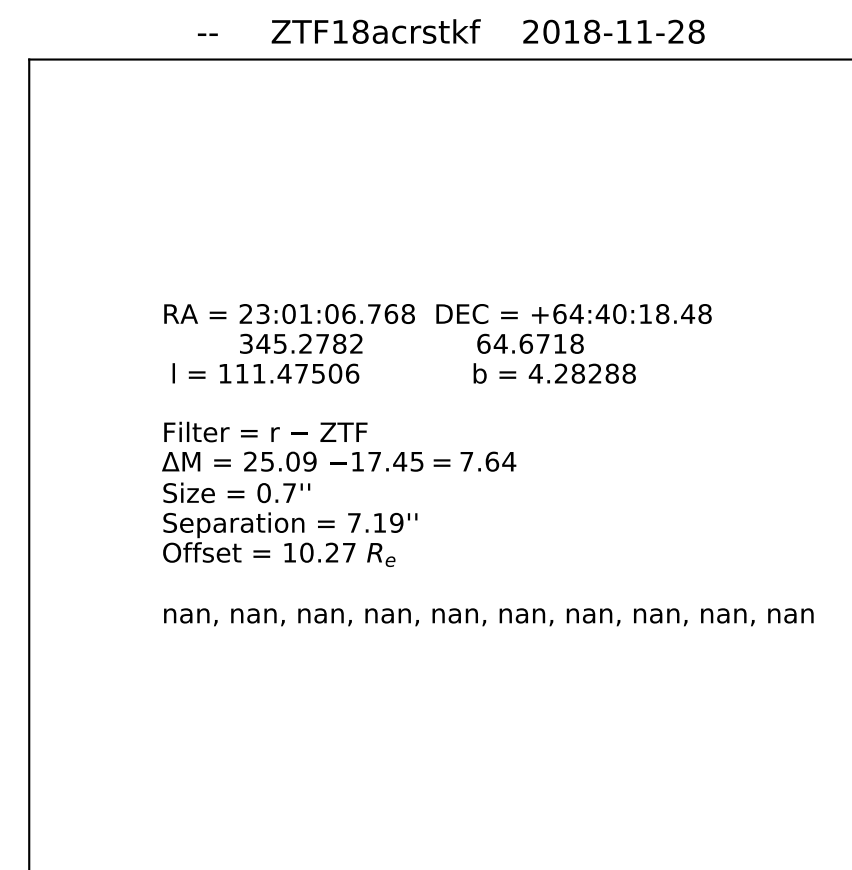 -- ZTF18acrstkf 2018-11-28
RA = 23:01:06.768 DEC = +64:40:18.48
345.2782 64.6718
l = 111.47506 b = 4.28288
Filter = r − ZTF
ΔM = 25.09 −17.45 = 7.64
Size = 0.7''
Separation = 7.19''
Offset = 10.27 Re
nan, nan, nan, nan, nan, nan, nan, nan, nan, nan